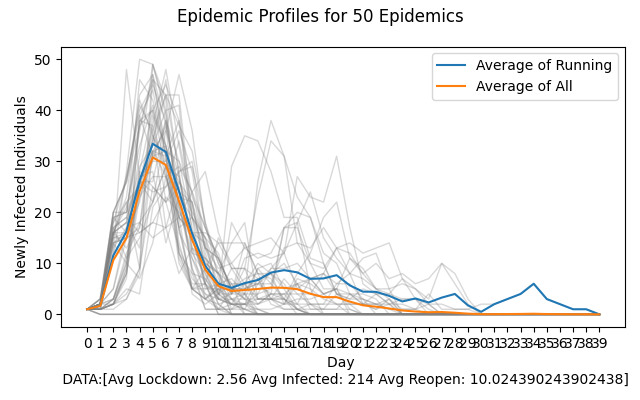 Epidemic Profiles for 50 Epidemics
Average of Running
Average of All
50
40
30
20
10
0
Newly Infected Individuals
0 1 2 3 4 5 6 7 8 9 10 11 12 13 14 15 16 17 18 19 20 21 22 23 24 25 26 27 28 29 30 31 32 33 34 35 36 37 38 39
Day
DATA:[Avg Lockdown: 2.56 Avg Infected: 214 Avg Reopen: 10.024390243902438]